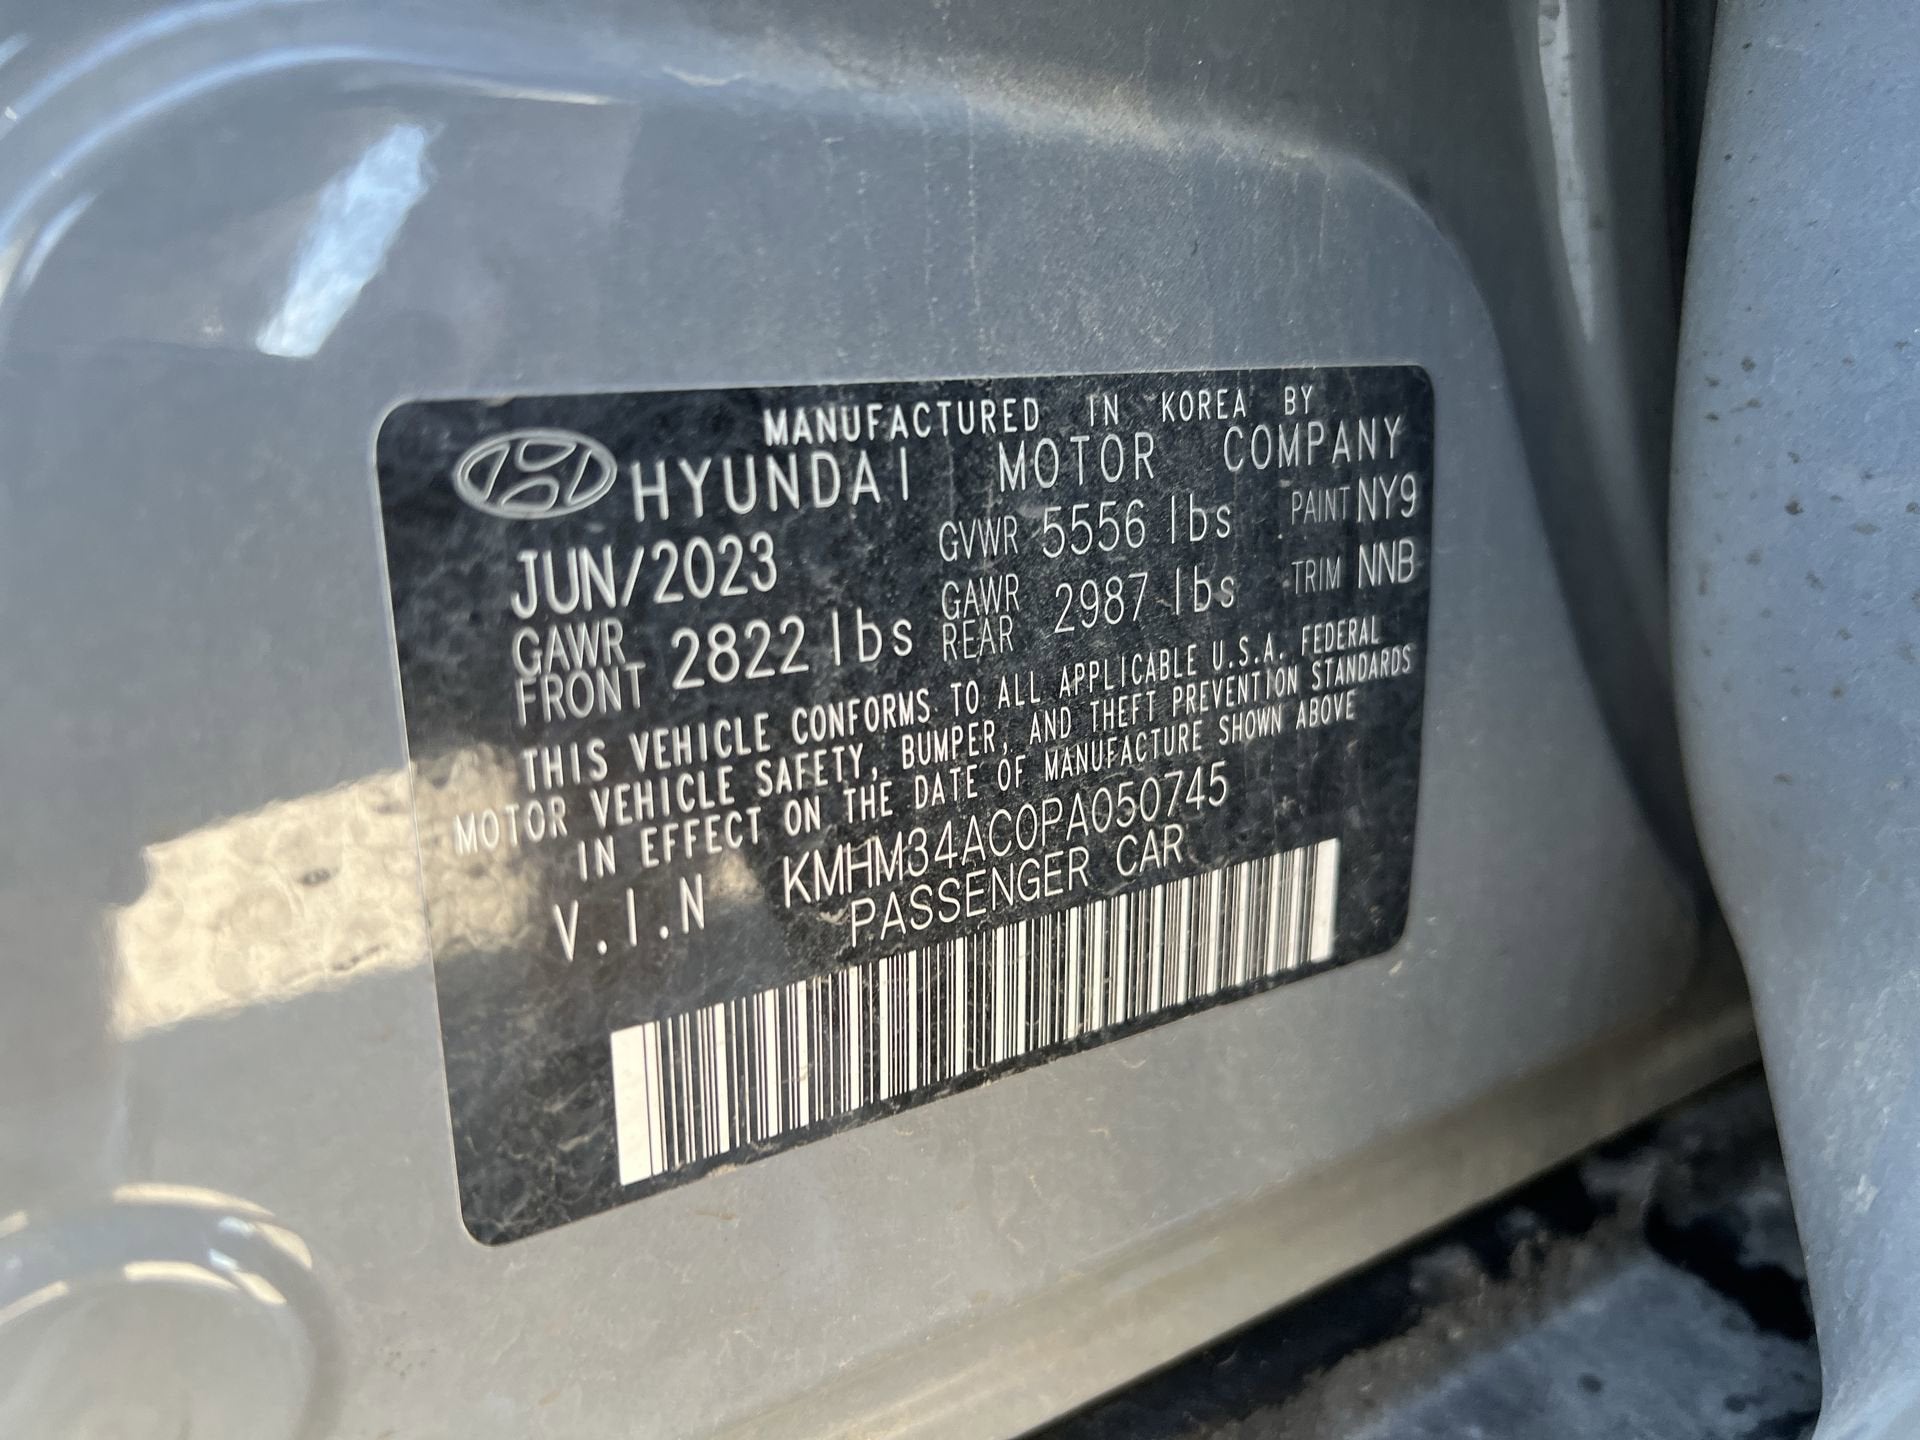 MANUFACTURED IN KOREA BY
HYUNDAI MOTOR COMPANY
JUN/2023 GVWR 5556 lbs PAINT NY9
GAWR FRONT 2822 lbs GAWR REAR 2987 lbs TRIM NNB
THIS VEHICLE CONFORMS TO ALL APPLICABLE U.S.A. FEDERAL
MOTOR VEHICLE SAFETY, BUMPER, AND THEFT PREVENTION STANDARDS
IN EFFECT ON THE DATE OF MANUFACTURE SHOWN ABOVE
V.I.N KMHM34AC0PA050745
PASSENGER CAR